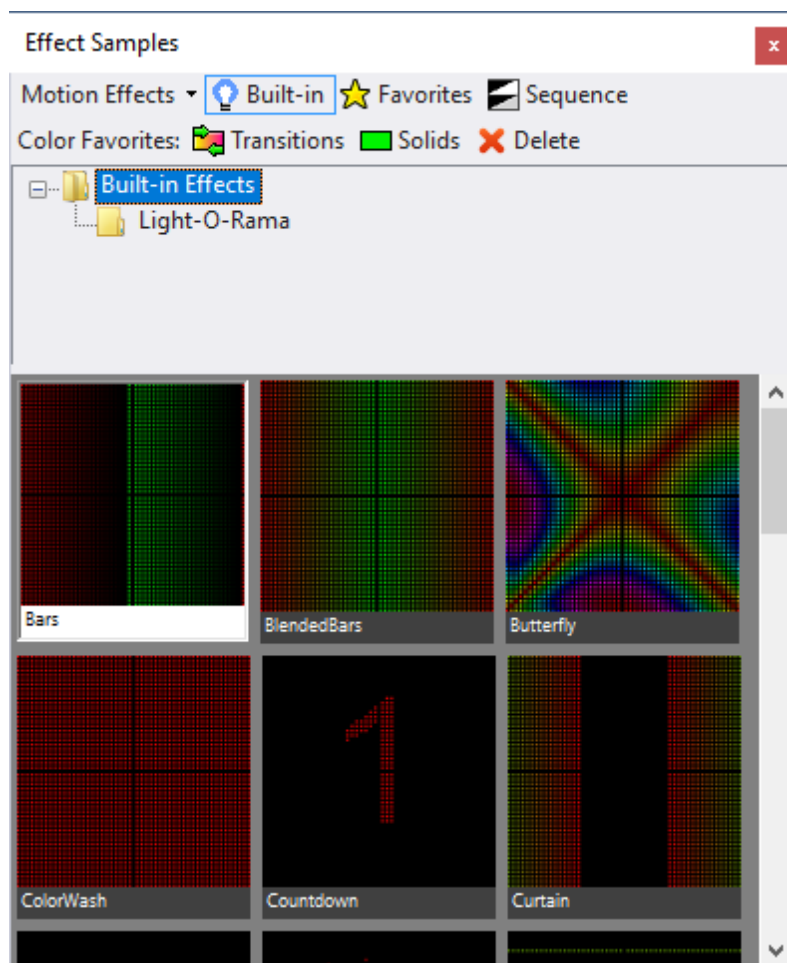 Effect Samples
x
Motion Effects Built-in Favorites Sequence
Color Favorites: Transitions Solids Delete
Built-in Effects
Light-O-Rama
Bars BlendedBars Butterfly
1
ColorWash Countdown Curtain